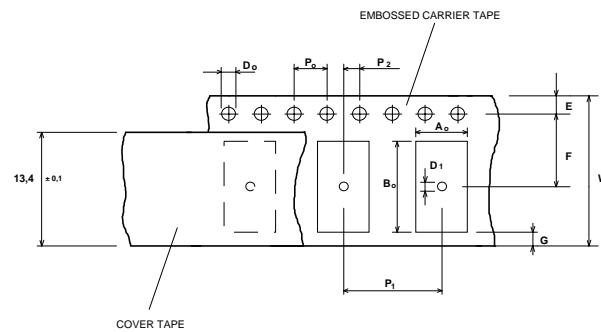 EMBOSSED CARRIER TAPE
Do
Po
P2
E
Ao
F
D1
13,4 ± 0,1
Bo
G
P1
COVER TAPE